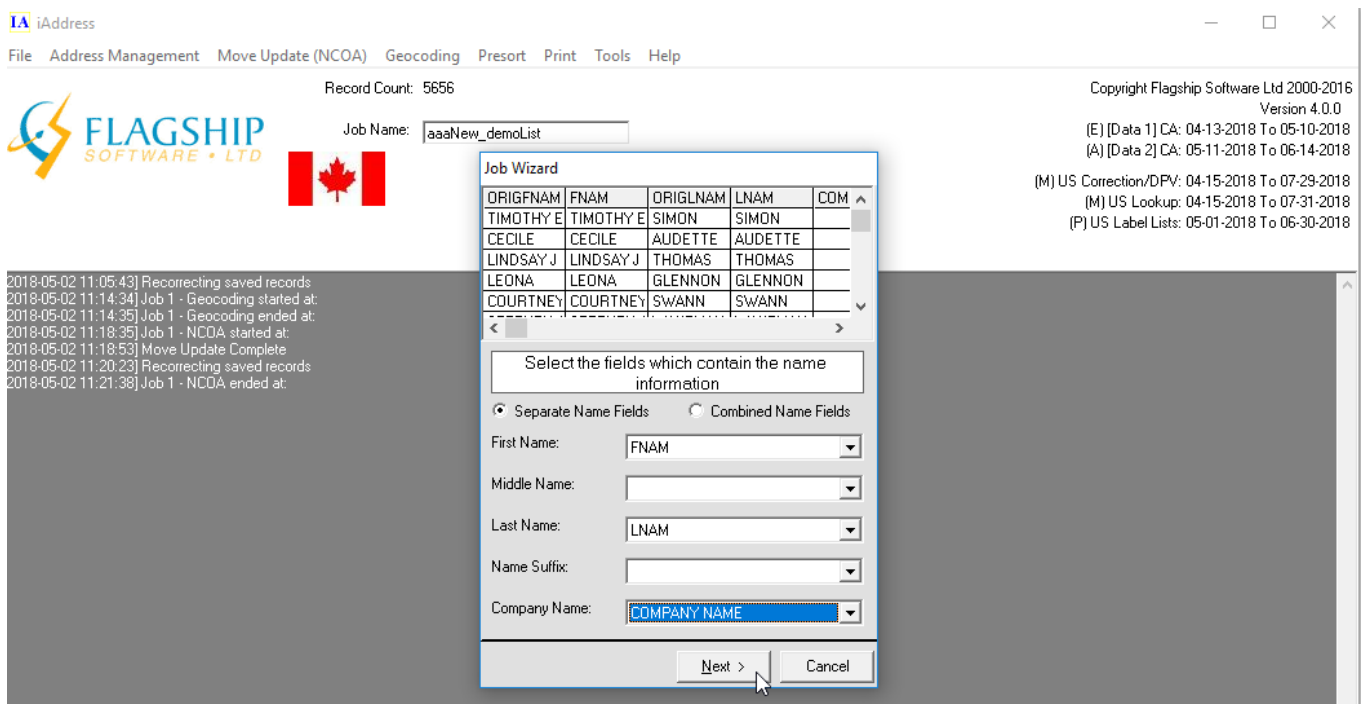 IA iAddress
File Address Management Move Update (NCOA) Geocoding Presort Print Tools Help
FLAGSHIP
SOFTWARE • LTD
Record Count: 5656
Job Name: aaaNew_demoList
Copyright Flagship Software Ltd 2000-2016
Version 4.0.0
(E) [Data 1] CA: 04-13-2018 To 05-10-2018
(A) [Data 2] CA: 05-11-2018 To 06-14-2018
(M) US Correction/DPV: 04-15-2018 To 07-29-2018
(M) US Lookup: 04-15-2018 To 07-31-2018
(P) US Label Lists: 05-01-2018 To 06-30-2018
2018-05-02 11:05:43] Recorrecting saved records
2018-05-02 11:14:34] Job 1 - Geocoding started at:
2018-05-02 11:14:35] Job 1 - Geocoding ended at:
2018-05-02 11:18:35] Job 1 - NCOA started at:
2018-05-02 11:18:53] Move Update Complete
2018-05-02 11:20:23] Recorrecting saved records
2018-05-02 11:21:38] Job 1 - NCOA ended at:
Job Wizard
ORIGFNAM FNAM ORIGLNAM LNAM COM
TIMOTHY E TIMOTHY E SIMON SIMON
CECILE CECILE AUDETTE AUDETTE
LINDSAY J LINDSAY J THOMAS THOMAS
LEONA LEONA GLENNON GLENNON
COURTNEY COURTNEY SWANN SWANN
Select the fields which contain the name
information
Separate Name Fields Combined Name Fields
First Name: FNAM
Middle Name:
Last Name: LNAM
Name Suffix:
Company Name: COMPANY NAME
Next > Cancel